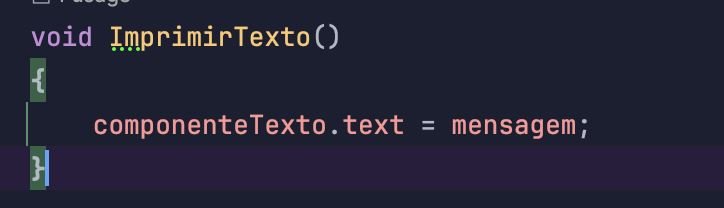 void ImprimirTexto()
{
componenteTexto.text = mensagem;
}